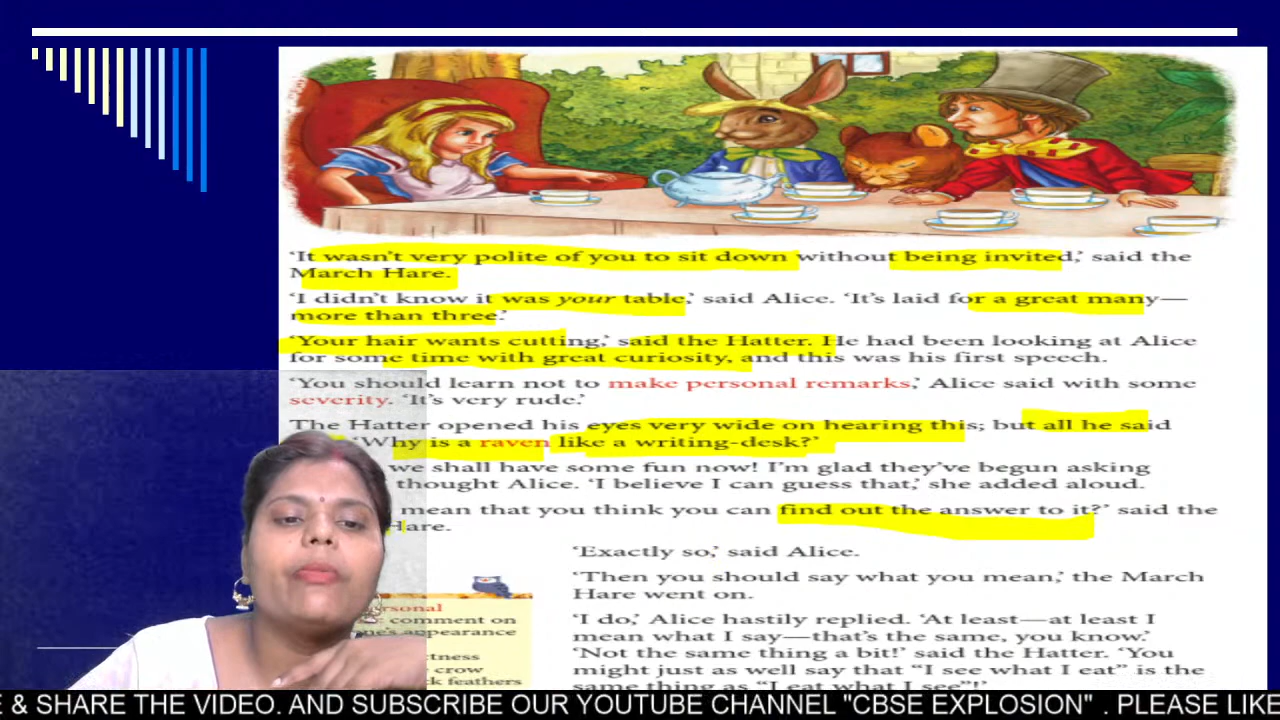 ‘It wasn’t very polite of you to sit down without being invited,’ said the
March Hare.
‘I didn’t know it was your table,’ said Alice. ‘It’s laid for a great many—
more than three.’
‘Your hair wants cutting,’ said the Hatter. He had been looking at Alice
for some time with great curiosity, and this was his first speech.
‘You should learn not to make personal remarks,’ Alice said with some
severity. ‘It’s very rude.’
The Hatter opened his eyes very wide on hearing this; but all he said
‘Why is a raven like a writing-desk?’
we shall have some fun now! I’m glad they’ve begun asking
thought Alice. ‘I believe I can guess that,’ she added aloud.
mean that you think you can find out the answer to it?’ said the
Hare.
‘Exactly so,’ said Alice.
‘Then you should say what you mean,’ the March
Hare went on.
‘I do,’ Alice hastily replied. ‘At least—at least I
mean what I say—that’s the same, you know.’
‘Not the same thing a bit!’ said the Hatter. ‘You
might just as well say that “I see what I eat” is the
same thing as “I eat what I see”!’
comment on
appearance
crow
feathers
& SHARE THE VIDEO. AND SUBSCRIBE OUR YOUTUBE CHANNEL "CBSE EXPLOSION" . PLEASE LIKE